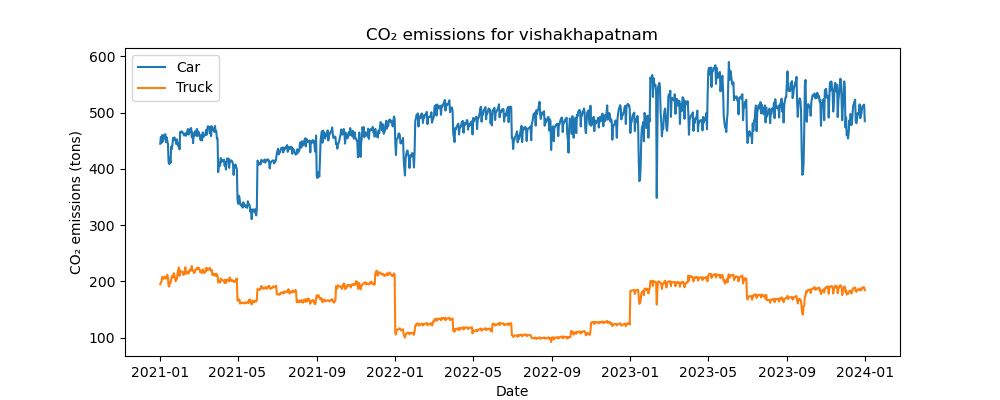 CO₂ emissions for vishakhapatnam
Car
Truck
CO₂ emissions (tons)
600
500
400
300
200
100
2021-01 2021-05 2021-09 2022-01 2022-05 2022-09 2023-01 2023-05 2023-09 2024-01
Date